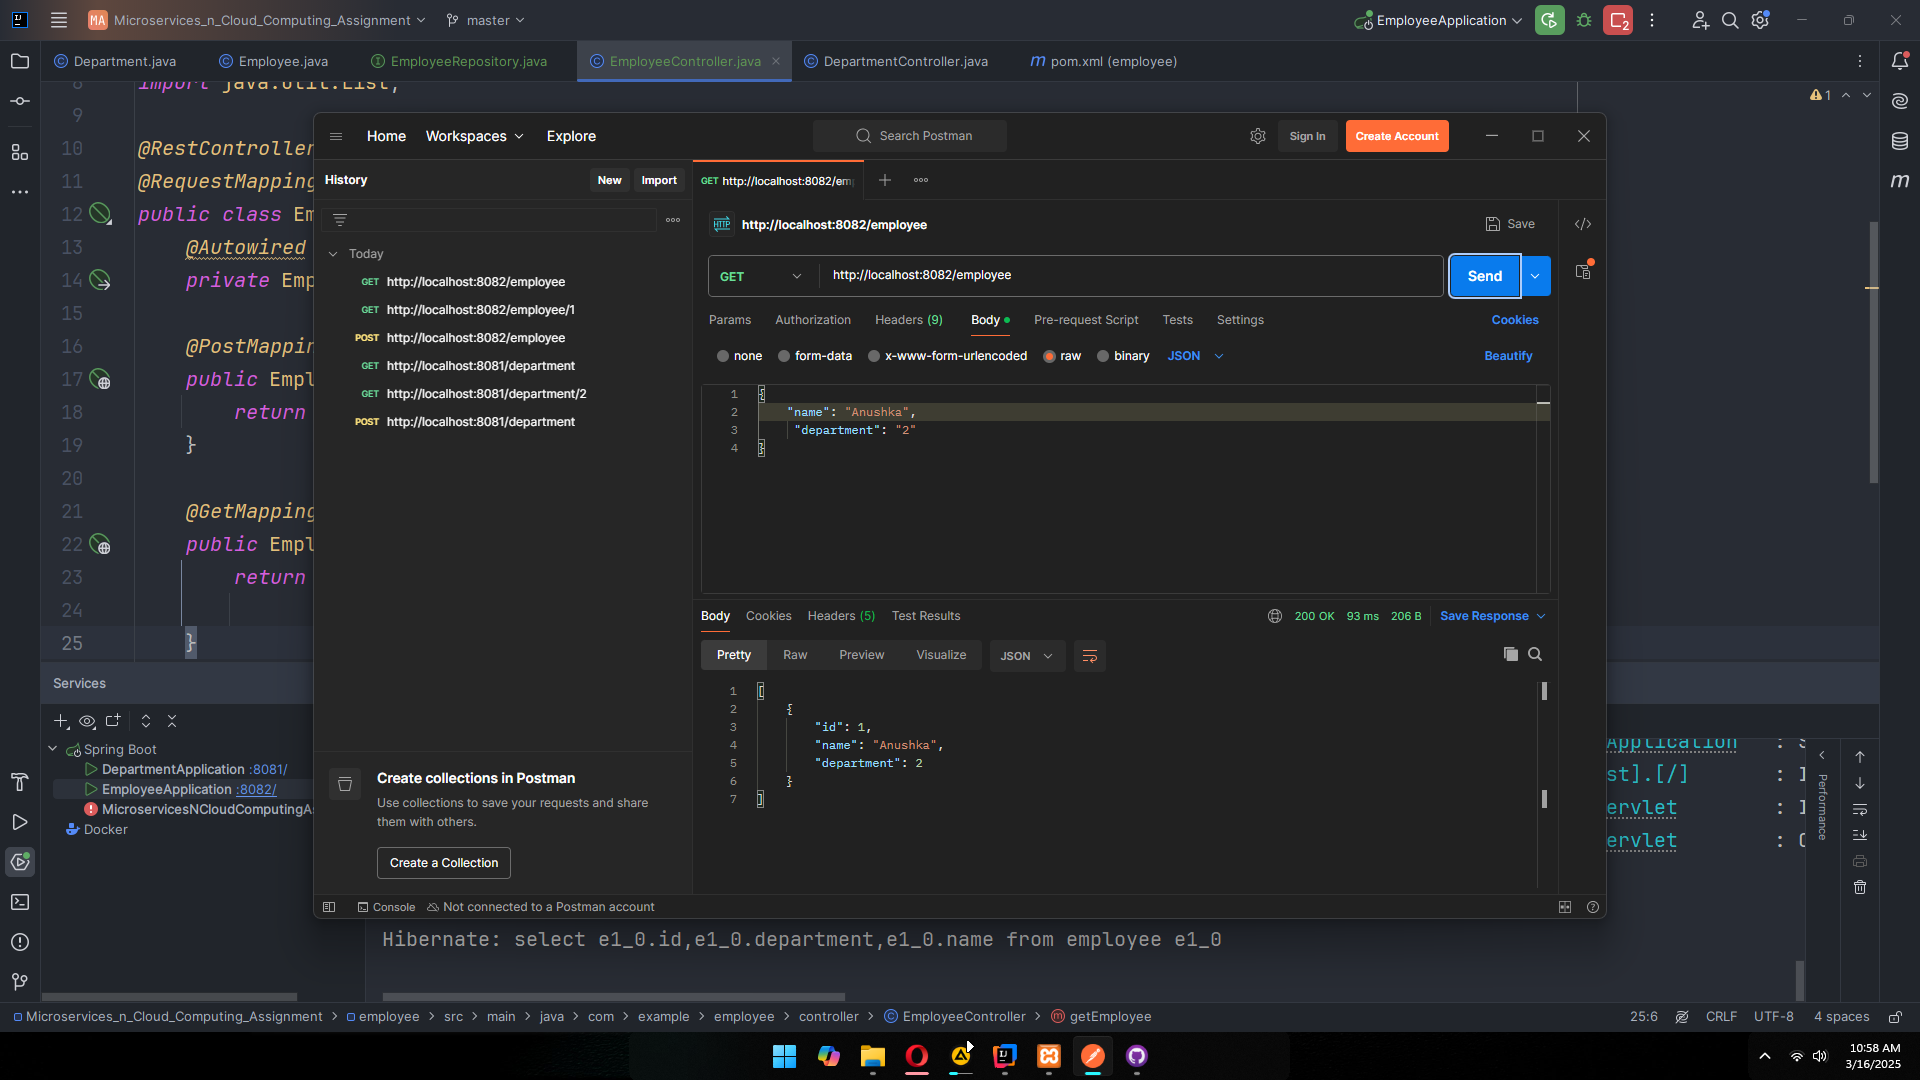 MA Microservices_n_Cloud_Computing_Assignment master EmployeeApplication 2
Department.java Employee.java EmployeeRepository.java EmployeeController.java DepartmentController.java m pom.xml (employee)
8 import java.util.List;
9
10 @RestController
11 @RequestMapping
12 public class Em
13 @Autowired
14 private Emp
15
16 @PostMappin
17 public Empl
18 return
19 }
20
21 @GetMapping
22 public Empl
23 return
24
25 }
1
Home Workspaces Explore Search Postman Sign In Create Account
History New Import
Today
GET http://localhost:8082/employee
GET http://localhost:8082/employee/1
POST http://localhost:8082/employee
GET http://localhost:8081/department
GET http://localhost:8081/department/2
POST http://localhost:8081/department
Create collections in Postman
Use collections to save your requests and share
them with others.
Create a Collection
GET http://localhost:8082/em
HTTP http://localhost:8082/employee Save
GET http://localhost:8082/employee Send
Params Authorization Headers (9) Body Pre-request Script Tests Settings Cookies
none form-data x-www-form-urlencoded raw binary JSON Beautify
1 {
2 "name": "Anushka",
3 "department": "2"
4 }
Body Cookies Headers (5) Test Results 200 OK 93 ms 206 B Save Response
Pretty Raw Preview Visualize JSON
1 [
2 {
3 "id": 1,
4 "name": "Anushka",
5 "department": 2
6 }
7 ]
Console Not connected to a Postman account
Services
Spring Boot
DepartmentApplication :8081/
EmployeeApplication :8082/
MicroservicesNCloudComputingA
Docker
Application : S
st].[/] : I
ervlet : I
ervlet : C
Performance
Hibernate: select e1_0.id,e1_0.department,e1_0.name from employee e1_0
Microservices_n_Cloud_Computing_Assignment > employee > src > main > java > com > example > employee > controller > EmployeeController > getEmployee 25:6 CRLF UTF-8 4 spaces
10:58 AM
3/16/2025